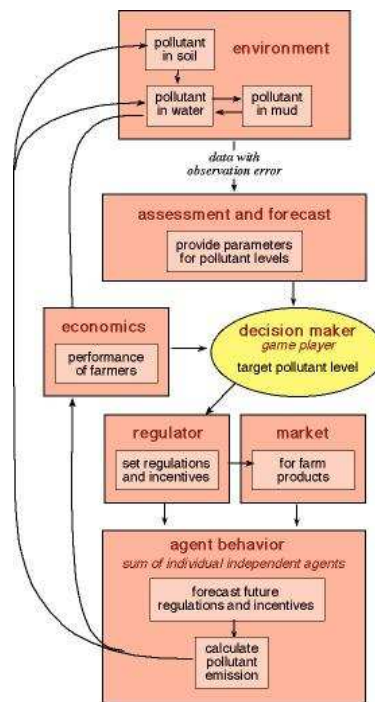 environment
pollutant
in soil
pollutant
in water
pollutant
in mud
data with
observation error
assessment and forecast
provide parameters
for pollutant levels
economics
performance
of farmers
decision maker
game player
target pollutant level
regulator
set regulations
and incentives
market
for farm
products
agent behavior
sum of individual independent agents
forecast future
regulations and incentives
calculate
pollutant
emission